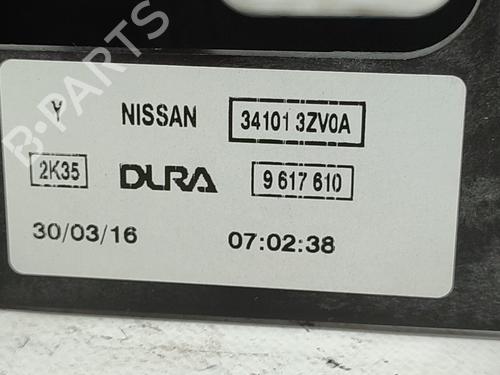 B-PARTS
Y NISSAN 34101 3ZV0A
2K35 DURA 9 617 610
30/03/16 07:02:38